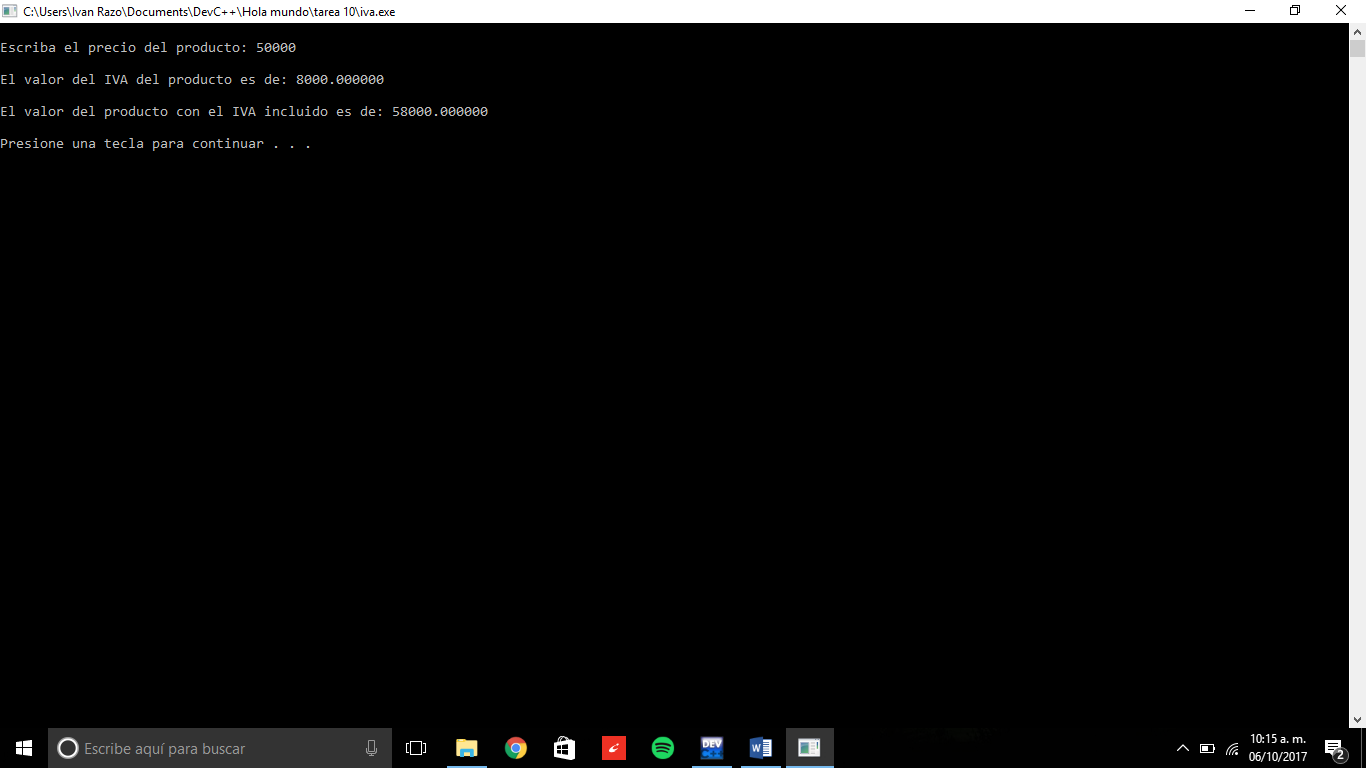 C:\Users\Ivan Razo\Documents\DevC++\Hola mundo\tarea 10\iva.exe
Escriba el precio del producto: 50000
El valor del IVA del producto es de: 8000.000000
El valor del producto con el IVA incluido es de: 58000.000000
Presione una tecla para continuar . . .
Escribe aquí para buscar
DEV
C++
W
10:15 a. m.
06/10/2017
2